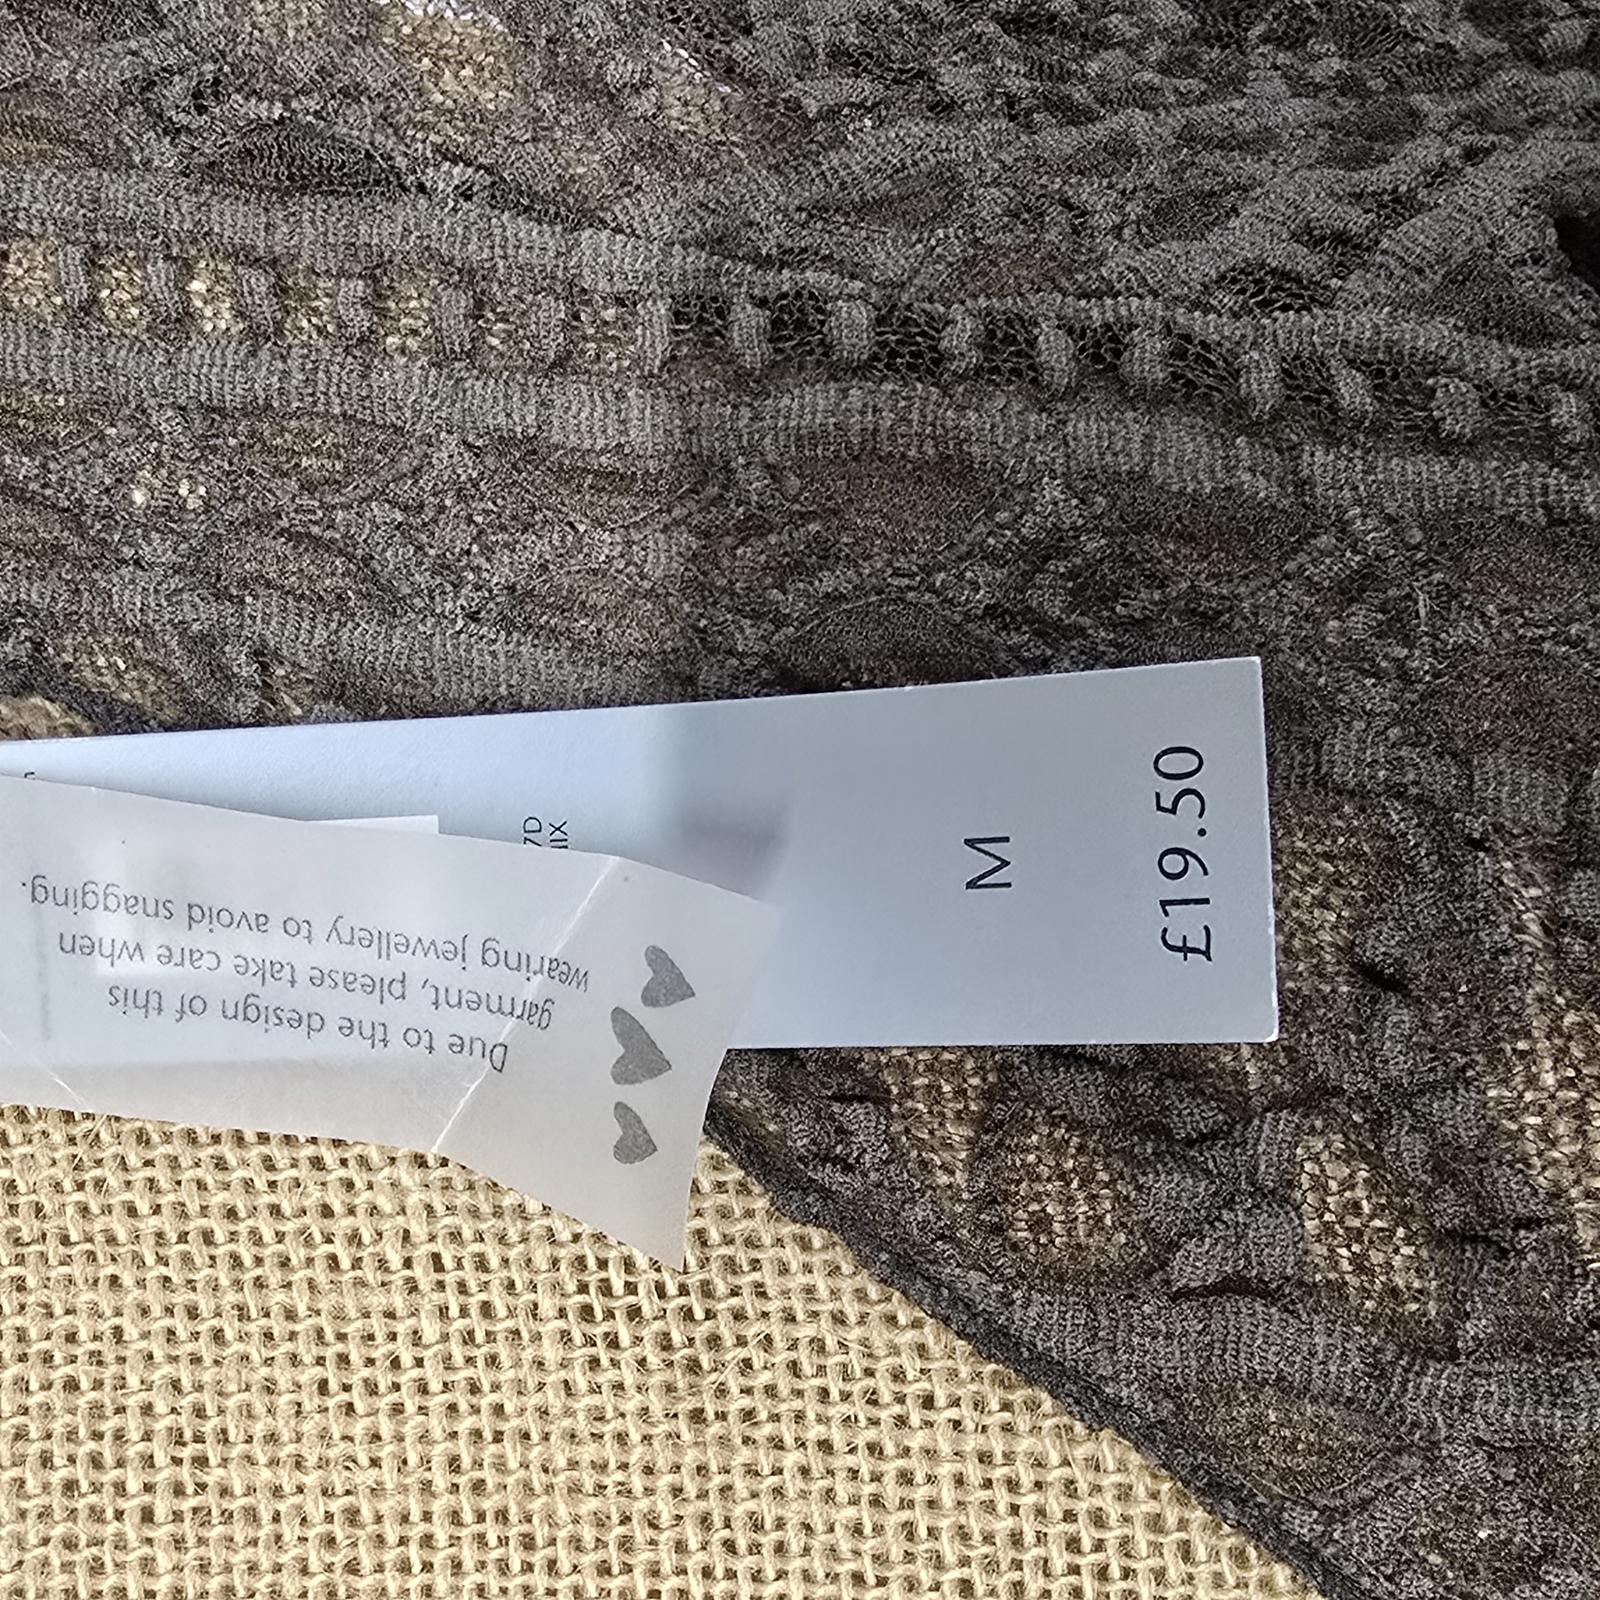 M
£19.50
Due to the design of this
garment, please take care when
wearing jewellery to avoid snagging.